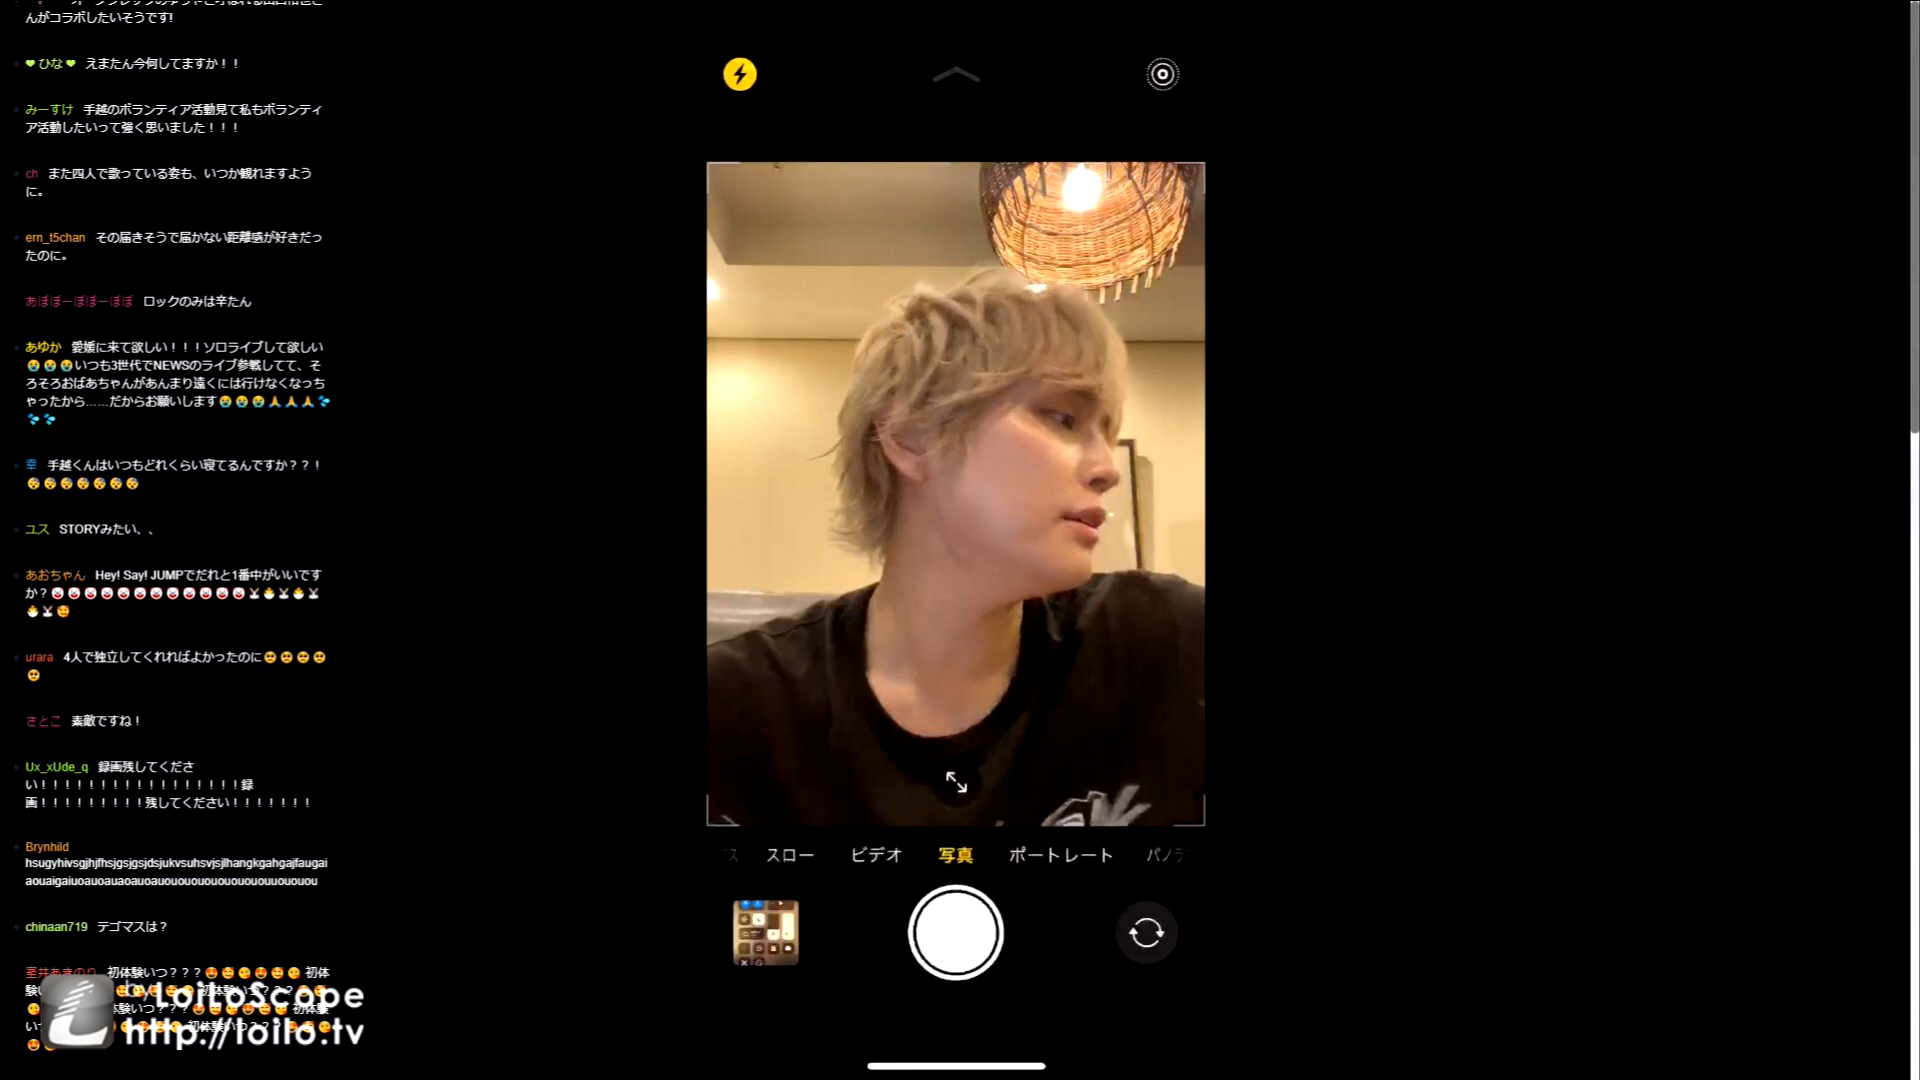 んがコラボしたいそうです!
❤ひな❤ えまたん今何してますか！！
みーすけ 手越のボランティア活動見て私もボランティ
ア活動したいって強く思いました！！！
ch また四人で歌っている姿も、いつか観れますよう
に。
ern_t5chan その届きそうで届かない距離感が好きだっ
たのに。
あぽぽーぽぽーぽぽ ロックのみは辛たん
あゆか 愛媛に来て欲しい！！！ソロライブして欲しい
😭😭😭いつも3世代でNEWSのライブ参戦してて、そ
ろそろおばあちゃんがあんまり遠くには行けなくなっち
ゃったから......だからお願いします😭😭😭🙏🙏🙏💦
💦💦
幸 手越くんはいつもどれくらい寝てるんですか？？！
😴😴😴😴😴😴😴
ユス STORYみたい、、
あおちゃん Hey! Say! JUMPでだれと1番中がいいです
か？
urara 4人で独立してくれればよかったのに🥺🥺🥺🥺
🥺
さとこ 素敵ですね！
Ux_xUde_q 録画残してくださ
い！！！！！！！！！！！！！！！！！録
画！！！！！！！！！残してください！！！！！！！
Brynhild
hsugyhivsgjhjfhsjgsjgsjdsjukvsuhsvjsjlhangkgahgajfaugai
aouaigaiuoauoauaoauoauououououououououuououou
chinaan719 テゴマスは？
室井あきのり 初体験いつ？？？😍🥰😘😍🥰😘 初体
by LoiLoScope
http://loilo.tv
スロー ビデオ 写真 ポートレート パノラ